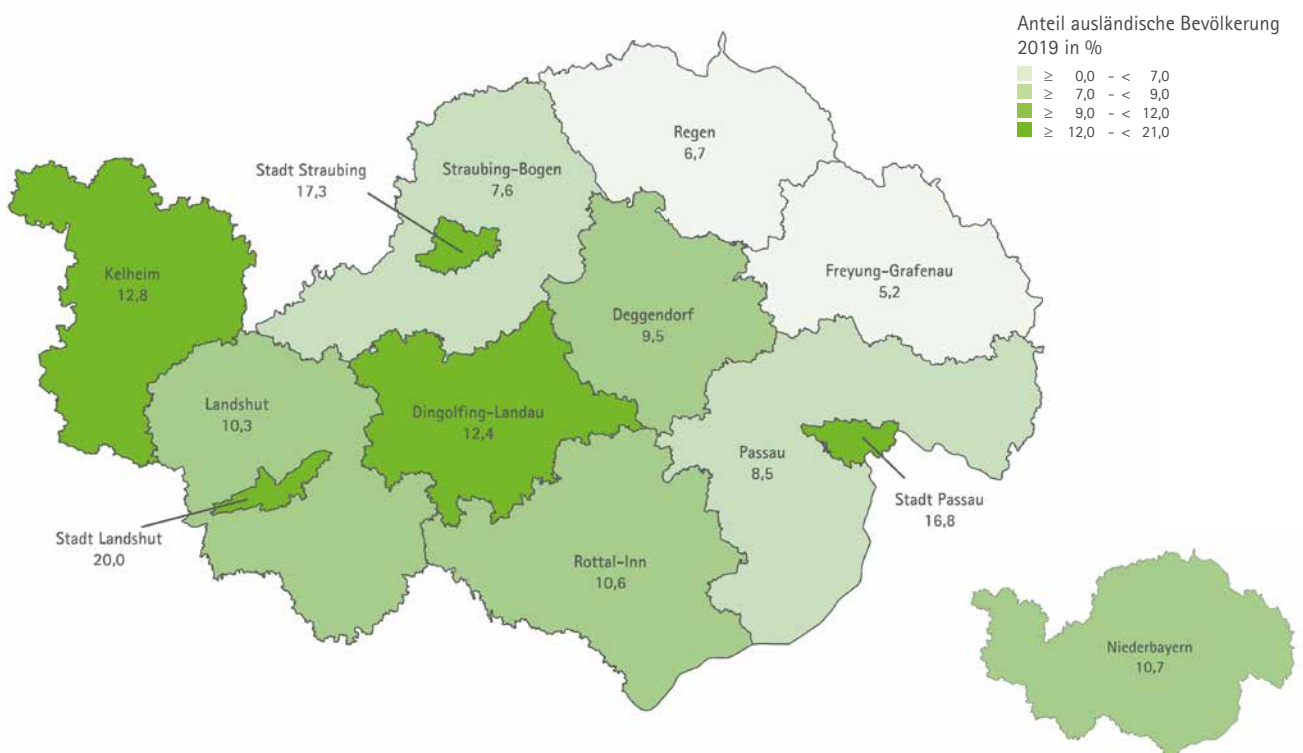 Anteil ausländische Bevölkerung
2019 in %
≥ 0,0 - < 7,0
≥ 7,0 - < 9,0
≥ 9,0 - < 12,0
≥ 12,0 - < 21,0
Regen
6,7
Stadt Straubing
17,3
Straubing-Bogen
7,6
Kelheim
12,8
Freyung-Grafenau
5,2
Deggendorf
9,5
Landshut
10,3
Dingolfing-Landau
12,4
Passau
8,5
Stadt Passau
16,8
Stadt Landshut
20,0
Rottal-Inn
10,6
Niederbayern
10,7